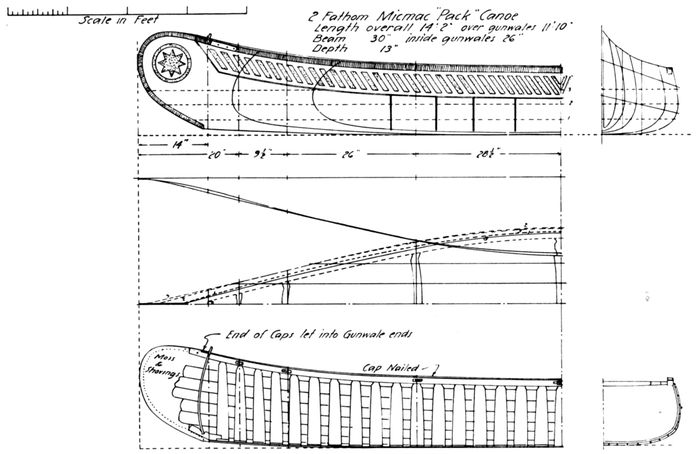 Scale in Feet
2 Fathom Micmac "Pack" Canoe
Length overall 14' 2" over gunwales 11' 10"
Beam 30" inside gunwales 26"
Depth 13"
14"
20" 9½" 26 28½"
End of Caps let into Gunwale ends
Moss
&
Shavings
Cap Nailed